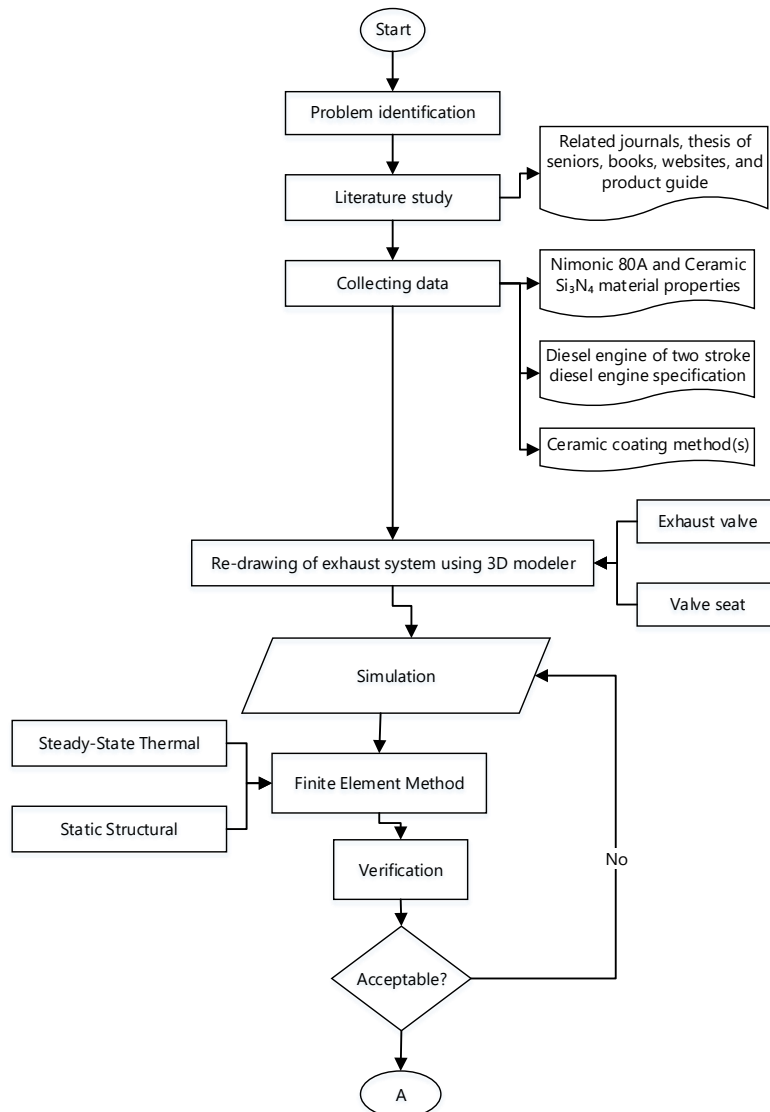 Start
Problem identification
Literature study
Related journals, thesis of
seniors, books, websites, and
product guide
Collecting data
Nimonic 80A and Ceramic
Si₃N₄ material properties
Diesel engine of two stroke
diesel engine specification
Ceramic coating method(s)
Re-drawing of exhaust system using 3D modeler
Exhaust valve
Valve seat
Simulation
Steady-State Thermal
Static Structural
Finite Element Method
Verification
No
Acceptable?
A